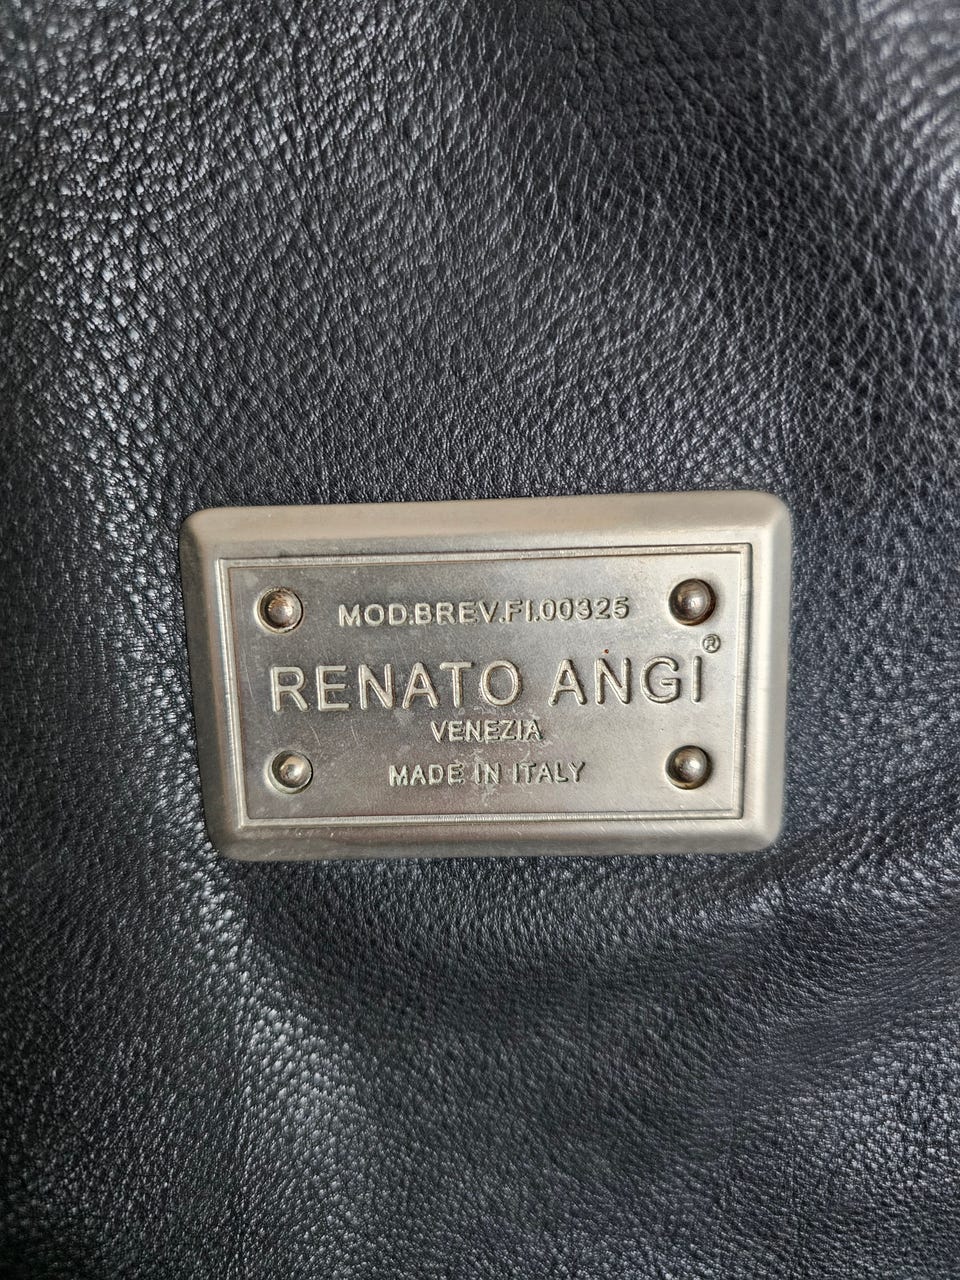 MOD.BREV.FI.00325
RENATO ANGI®
VENEZIA
MADE IN ITALY